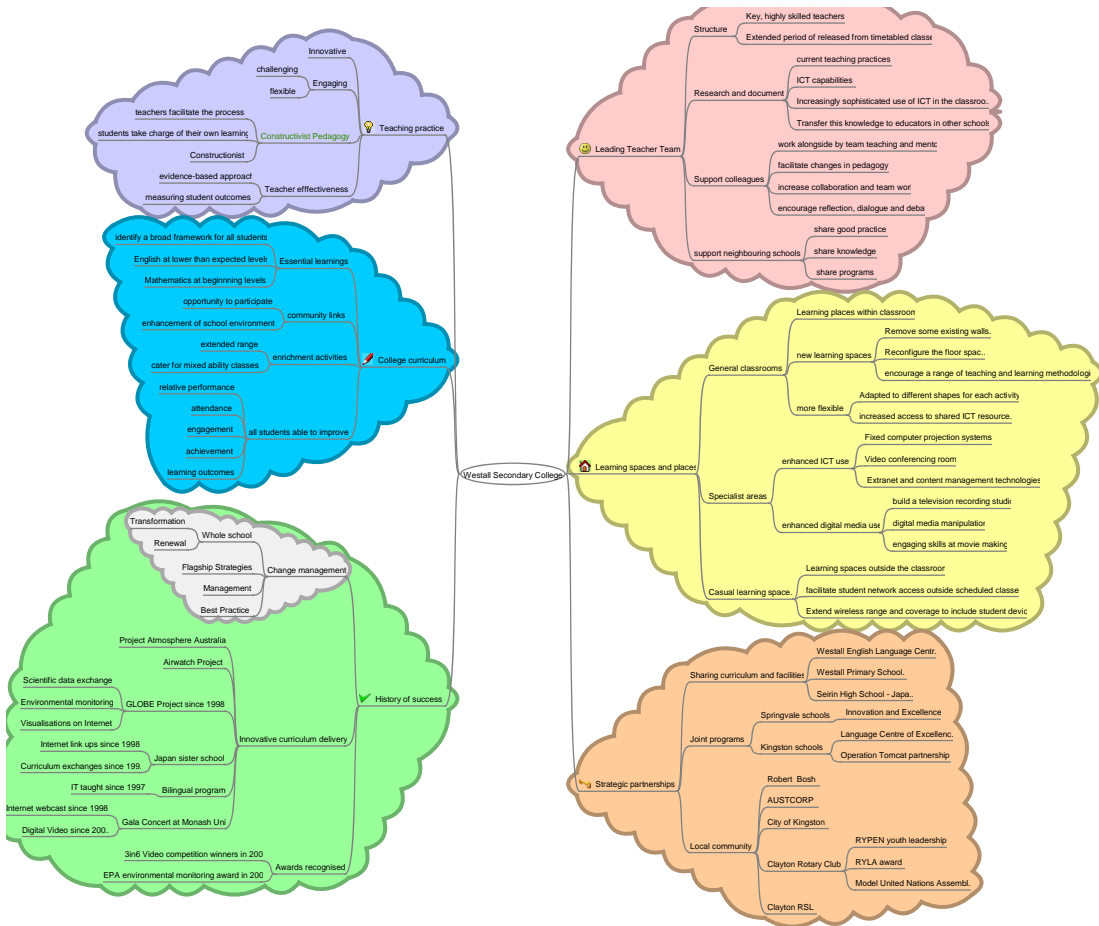 Westall Secondary College
Teaching practice
Innovative
Engaging
challenging
flexible
Constructivist Pedagogy
teachers facilitate the process
students take charge of their own learning
Constructionist
Teacher efffectiveness
evidence-based approach
measuring student outcomes
College curriculum
Essential learnings
identify a broad framework for all students
English at lower than expected levels
Mathematics at beginnning levels
community links
opportunity to participate
enhancement of school environment
enrichment activities
extended range
cater for mixed ability classes
all students able to improve
relative performance
attendance
engagement
achievement
learning outcomes
History of success
Change management
Whole school
Transformation
Renewal
Flagship Strategies
Management
Best Practice
Innovative curriculum delivery
Project Atmosphere Australia
Airwatch Project
GLOBE Project since 1998
Scientific data exchange
Environmental monitoring
Visualisations on Internet
Japan sister school
Internet link ups since 1998
Curriculum exchanges since 199.
Bilingual program
IT taught since 1997
Gala Concert at Monash Uni
Internet webcast since 1998
Digital Video since 200..
Awards recognised
3in6 Video competition winners in 200
EPA environmental monitoring award in 200
Leading Teacher Team
Structure
Key, highly skilled teachers
Extended period of released from timetabled classe
Research and document
current teaching practices
ICT capabilities
Increasingly sophisticated use of ICT in the classroo.
Transfer this knowledge to educators in other schools
Support colleagues
work alongside by team teaching and mento
facilitate changes in pedagogy
increase collaboration and team wor
encourage reflection, dialogue and deba
support neighbouring schools
share good practice
share knowledge
share programs
Learning spaces and places
General classrooms
Learning places within classroom
new learning spaces
Remove some existing walls.
Reconfigure the floor spac..
encourage a range of teaching and learning methodologi
more flexible
Adapted to different shapes for each activity
increased access to shared ICT resource.
Specialist areas
enhanced ICT use
Fixed computer projection systems
Video conferencing room
Extranet and content management technologies
enhanced digital media use
build a television recording studio
digital media manipulation
engaging skills at movie making
Casual learning space.
Learning spaces outside the classroom
facilitate student network access outside scheduled classe
Extend wireless range and coverage to include student devic
Strategic partnerships
Sharing curriculum and facilities
Westall English Language Centr.
Westall Primary School.
Seirin High School - Japa..
Joint programs
Springvale schools
Innovation and Excellence
Kingston schools
Language Centre of Excellenc.
Operation Tomcat partnership
Local community
Robert Bosh
AUSTCORP
City of Kingston
Clayton Rotary Club
RYPEN youth leadership
RYLA award
Model United Nations Assembl.
Clayton RSL